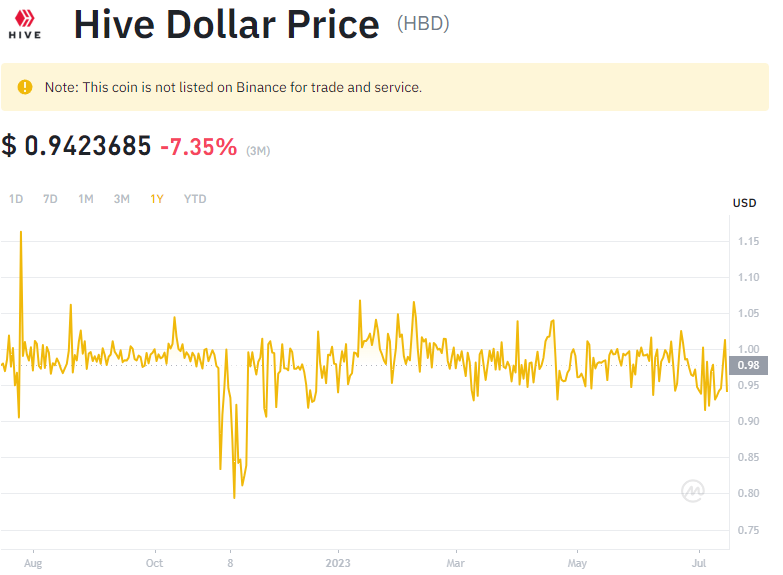 HIVE
Hive Dollar Price (HBD)
Note: This coin is not listed on Binance for trade and service.
$ 0.9423685 -7.35% (3M)
1D 7D 1M 3M 1Y YTD
USD
1.15
1.10
1.05
1.00
0.98
0.95
0.90
0.85
0.80
0.75
Aug Oct 8 2023 Mar May Jul